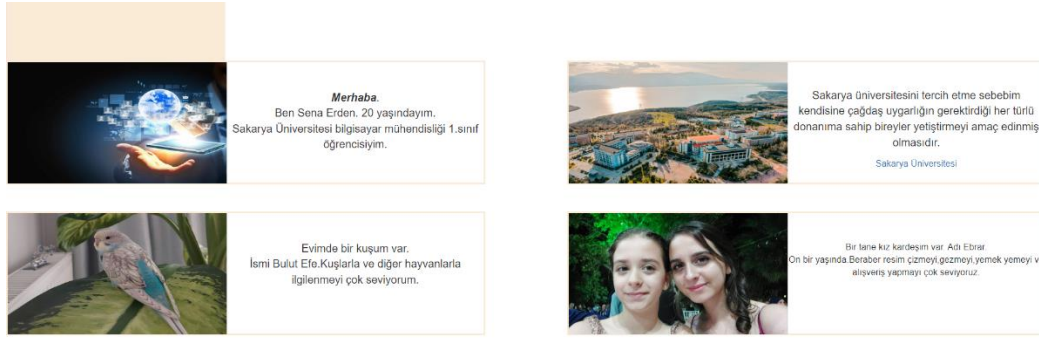 Merhaba.
Ben Sena Erden. 20 yaşındayım.
Sakarya Üniversitesi bilgisayar mühendisliği 1.sınıf
öğrencisiyim.
Sakarya üniversitesini tercih etme sebebim
kendisine çağdaş uygarlığın gerektirdiği her türlü
donanıma sahip bireyler yetiştirmeyi amaç edinmiş
olmasıdır.
Sakarya Üniversitesi
Evimde bir kuşum var.
İsmi Bulut Efe.Kuşlarla ve diğer hayvanlarla
ilgilenmeyi çok seviyorum.
Bir tane kız kardeşim var. Adı Ebrar.
On bir yaşında.Beraber resim çizmeyi,gezmeyi,yemek yemeyi v
alışveriş yapmayı çok seviyoruz.